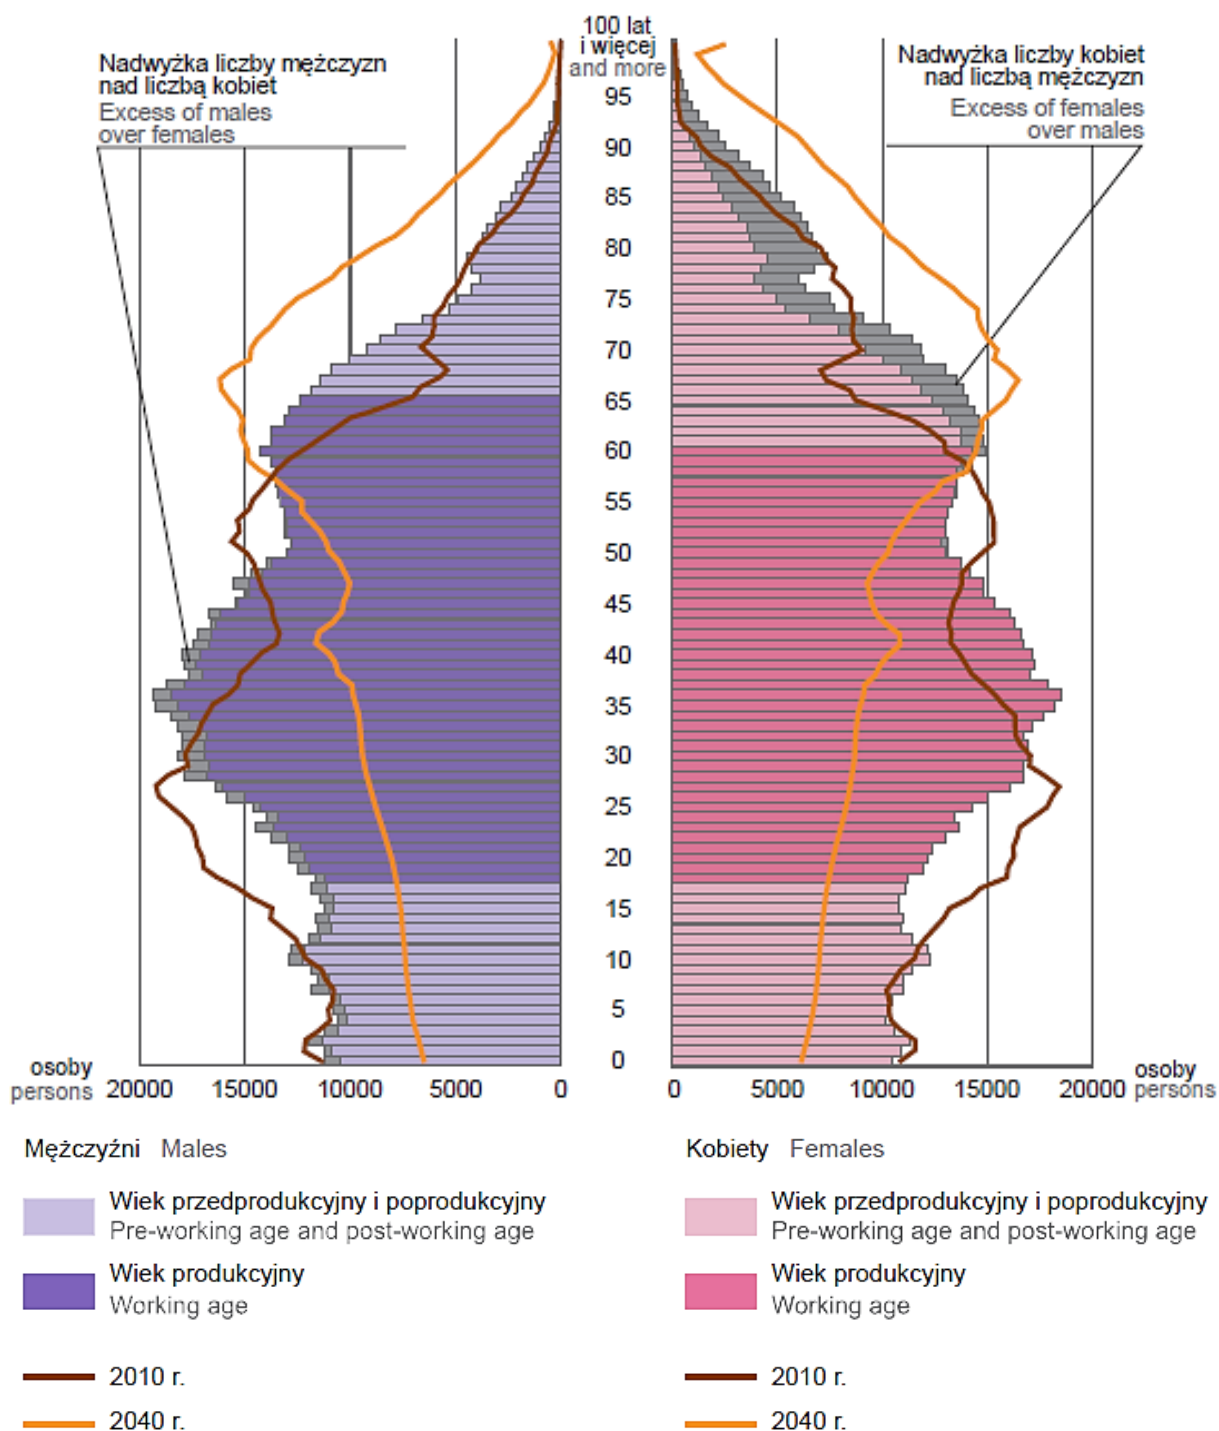 100 lat
i więcej
and more
Nadwyżka liczby mężczyzn
nad liczbą kobiet
Excess of males
over females
Nadwyżka liczby kobiet
nad liczbą mężczyzn
Excess of females
over males
95
90
85
80
75
70
65
60
55
50
45
40
35
30
25
20
15
10
5
0
osoby
persons
20000 15000 10000 5000 0
0 5000 10000 15000 20000
osoby
persons
Mężczyźni Males
Wiek przedprodukcyjny i poprodukcyjny
Pre-working age and post-working age
Wiek produkcyjny
Working age
2010 r.
2040 r.
Kobiety Females
Wiek przedprodukcyjny i poprodukcyjny
Pre-working age and post-working age
Wiek produkcyjny
Working age
2010 r.
2040 r.